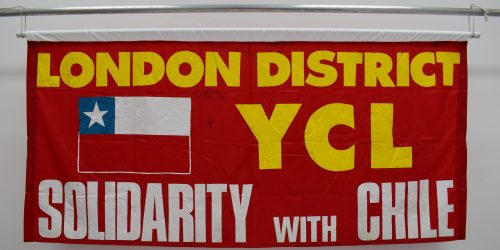 LONDON DISTRICT
YCL
SOLIDARITY WITH CHILE